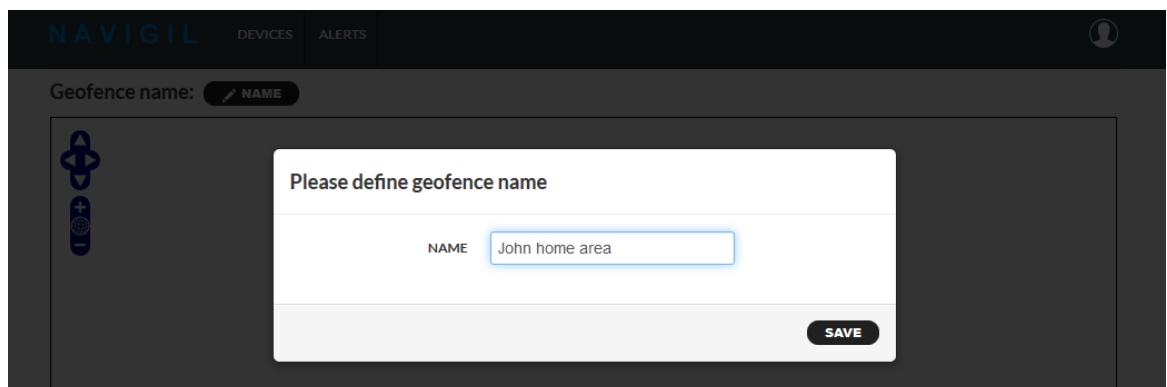 NAVIGIL DEVICES ALERTS
Geofence name: NAME
Please define geofence name
NAME John home area
SAVE